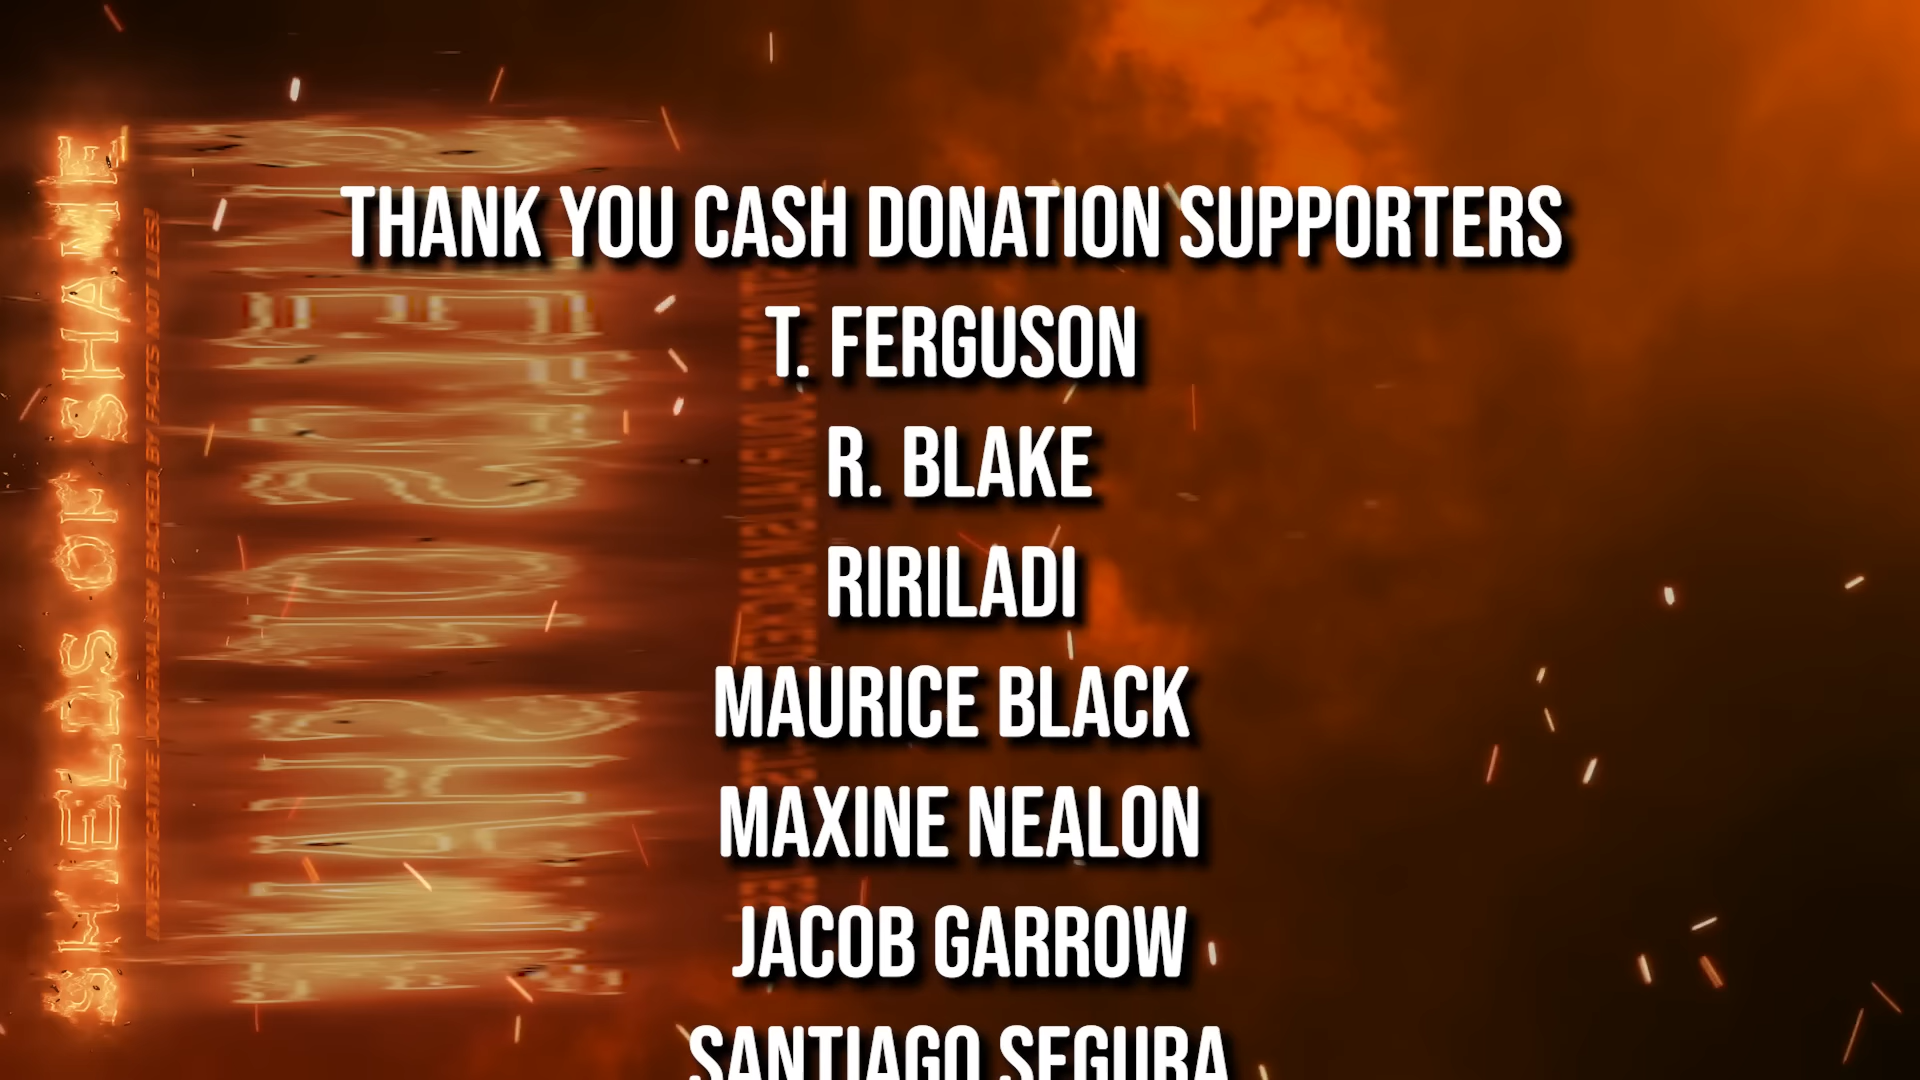 THANK YOU CASH DONATION SUPPORTERS
T. FERGUSON
R. BLAKE
RIRILADI
MAURICE BLACK
MAXINE NEALON
JACOB GARROW
SANTIAGO SEGURA
SHIELDS OF SHAME
INVESTIGATIVE JOURNALISM BACKED BY FACTS NOT LIES!